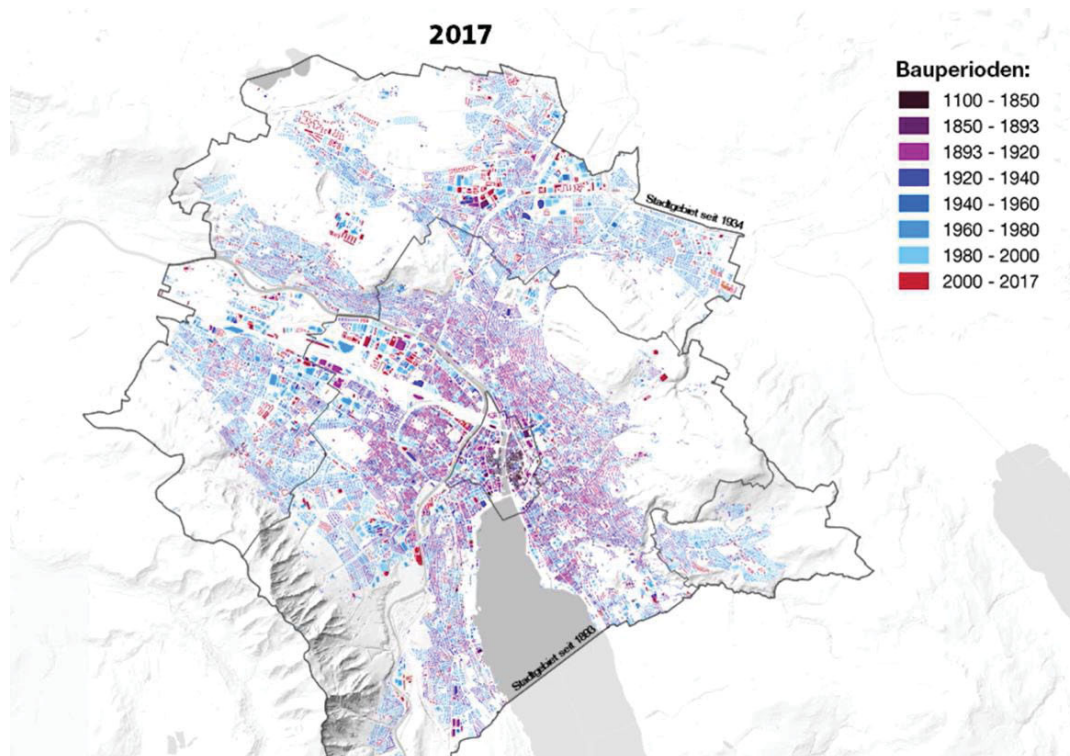 2017
Bauperioden:
1100 - 1850
1850 - 1893
1893 - 1920
1920 - 1940
1940 - 1960
1960 - 1980
1980 - 2000
2000 - 2017
Stadtgebiet seit 1934
Stadtgebiet seit 1893